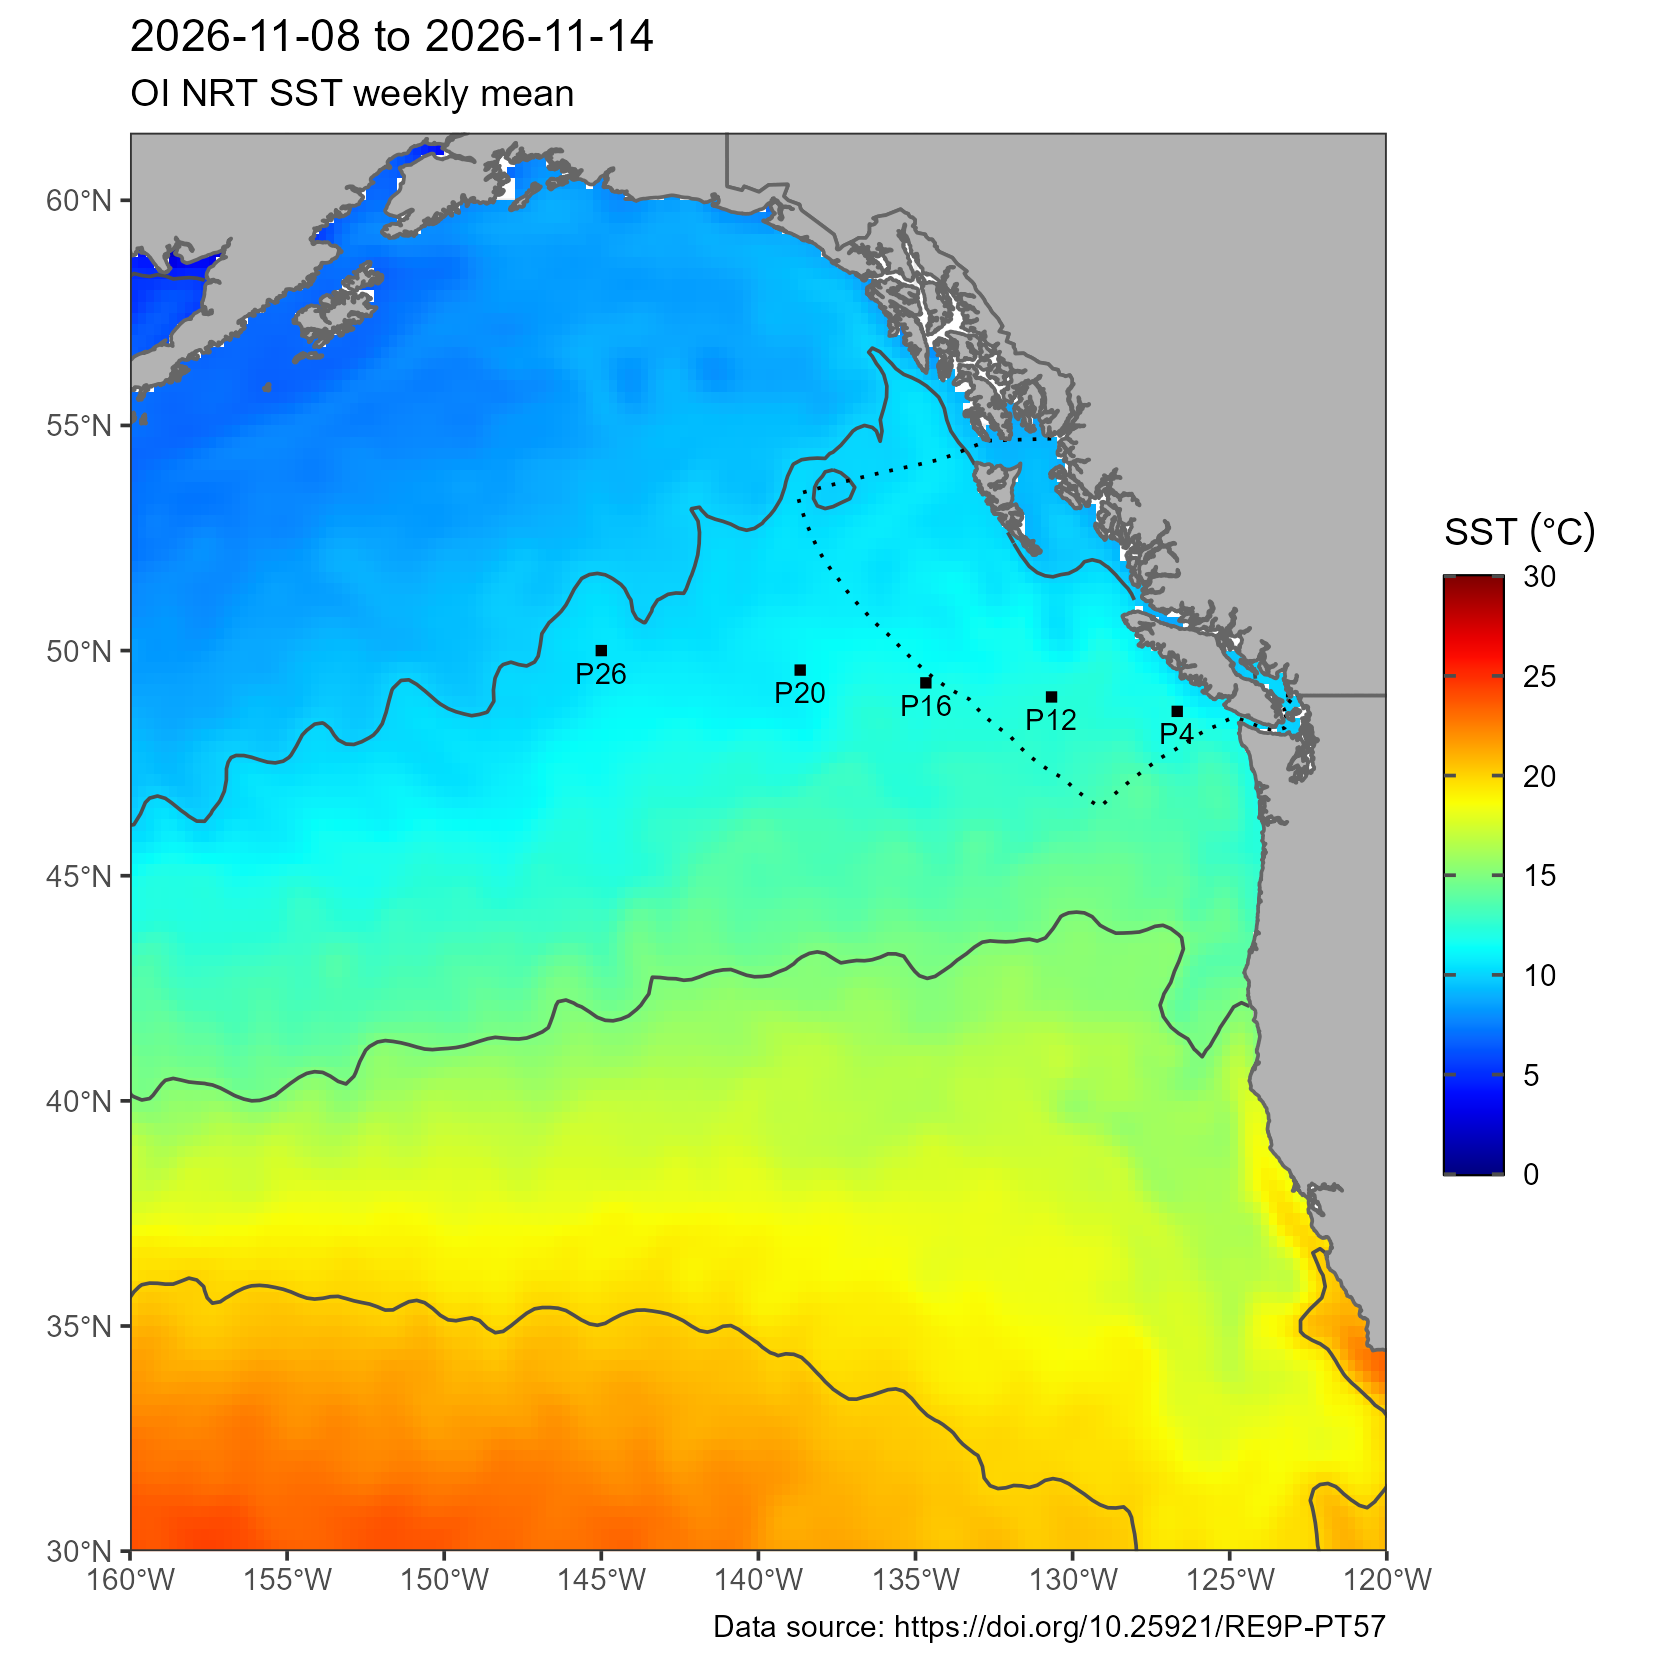 2026-11-08 to 2026-11-14
OI NRT SST weekly mean
60°N
55°N
50°N
45°N
40°N
35°N
30°N
P26
P20
P16
P12
P4
SST (°C)
30
25
20
15
10
5
0
160°W 155°W 150°W 145°W 140°W 135°W 130°W 125°W 120°W
Data source: https://doi.org/10.25921/RE9P-PT57